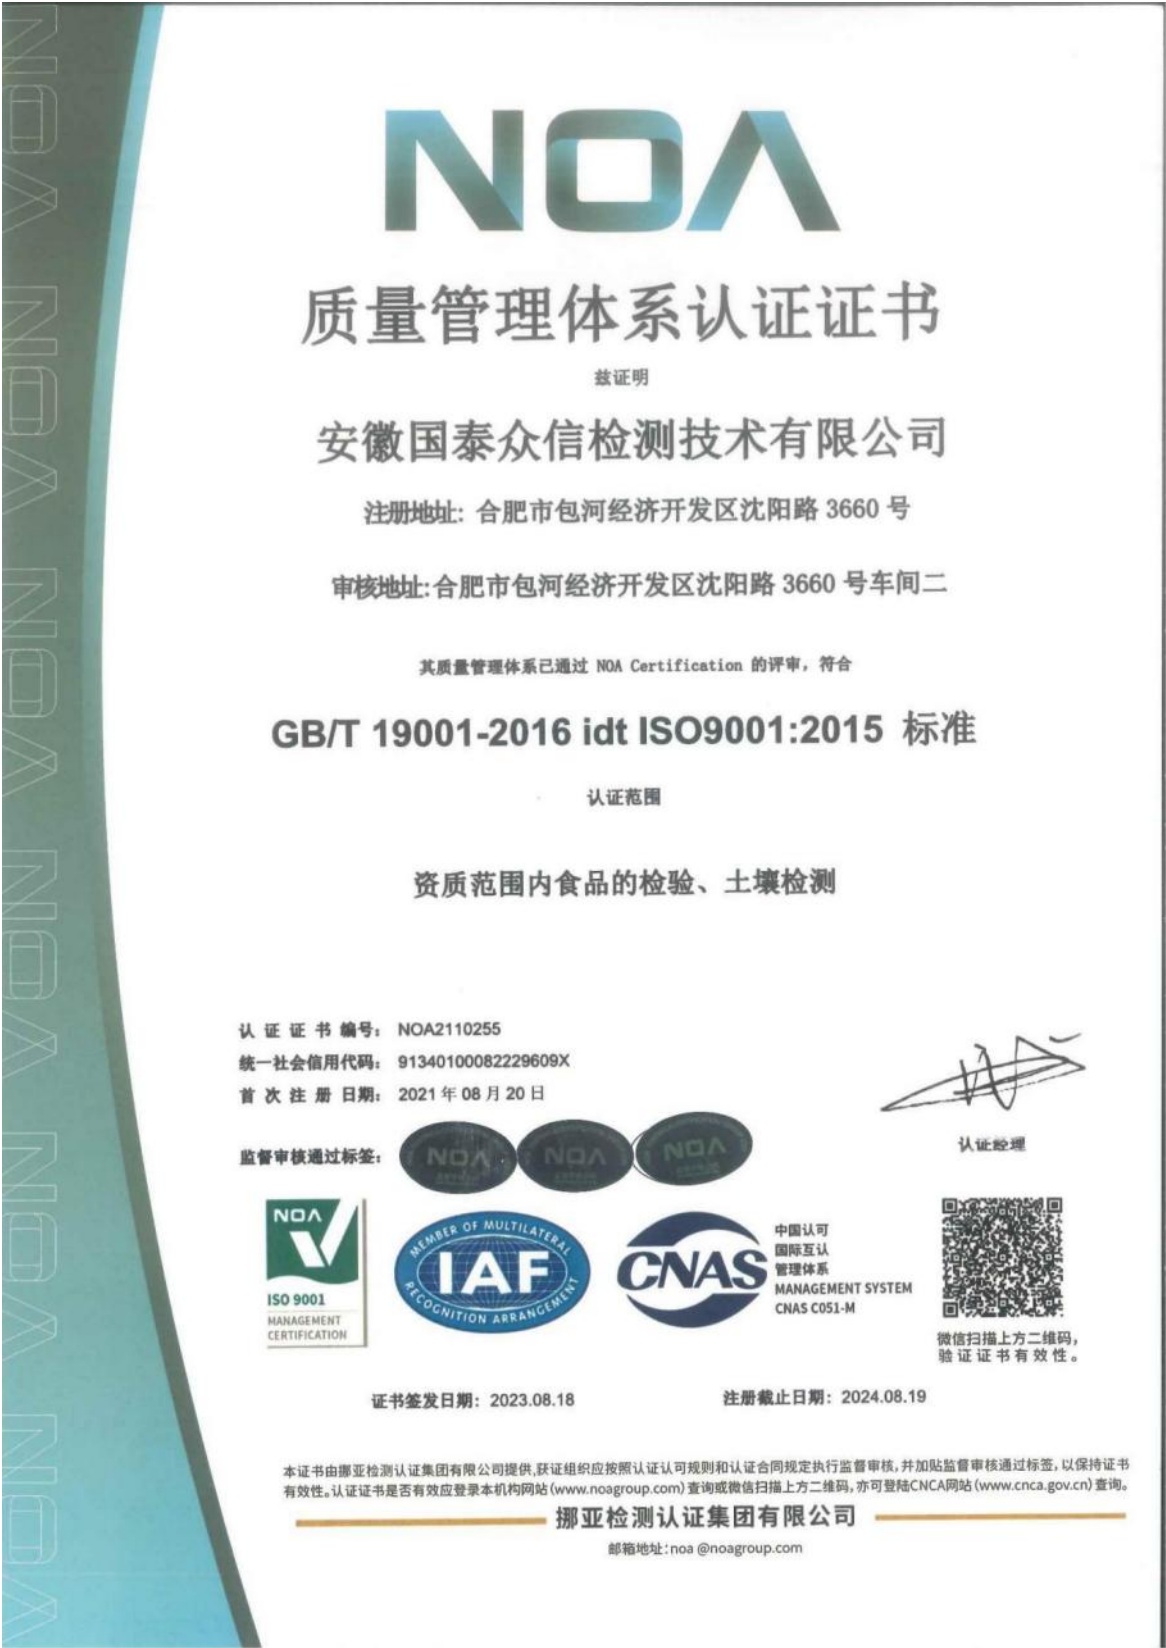 NOA
质量管理体系认证证书
兹证明
安徽国泰众信检测技术有限公司
注册地址: 合肥市包河经济开发区沈阳路 3660 号
审核地址:合肥市包河经济开发区沈阳路 3660 号车间二
其质量管理体系已通过 NOA Certification 的评审，符合
GB/T 19001-2016 idt ISO9001:2015 标准
认证范围
资质范围内食品的检验、土壤检测
认证证书编号： NOA2110255
统一社会信用代码： 91340100082229609X
首次注册日期： 2021 年 08 月 20 日
监督审核通过标签：
NOA
NOA
NOA
认证经理
NOA
ISO 9001
MANAGEMENT
CERTIFICATION
MEMBER OF MULTILATERAL
IAF
RECOGNITION ARRANGEMENT
CNAS
中国认可
国际互认
管理体系
MANAGEMENT SYSTEM
CNAS C051-M
微信扫描上方二维码，
验证证书有效性。
证书签发日期：2023.08.18
注册截止日期：2024.08.19
本证书由挪亚检测认证集团有限公司提供,获证组织应按照认证认可规则和认证合同规定执行监督审核,并加贴监督审核通过标签,以保持证书
有效性。认证证书是否有效应登录本机构网站(www.noagroup.com)查询或微信扫描上方二维码,亦可登陆CNCA网站(www.cnca.gov.cn)查询。
挪亚检测认证集团有限公司
邮箱地址：noa @noagroup.com